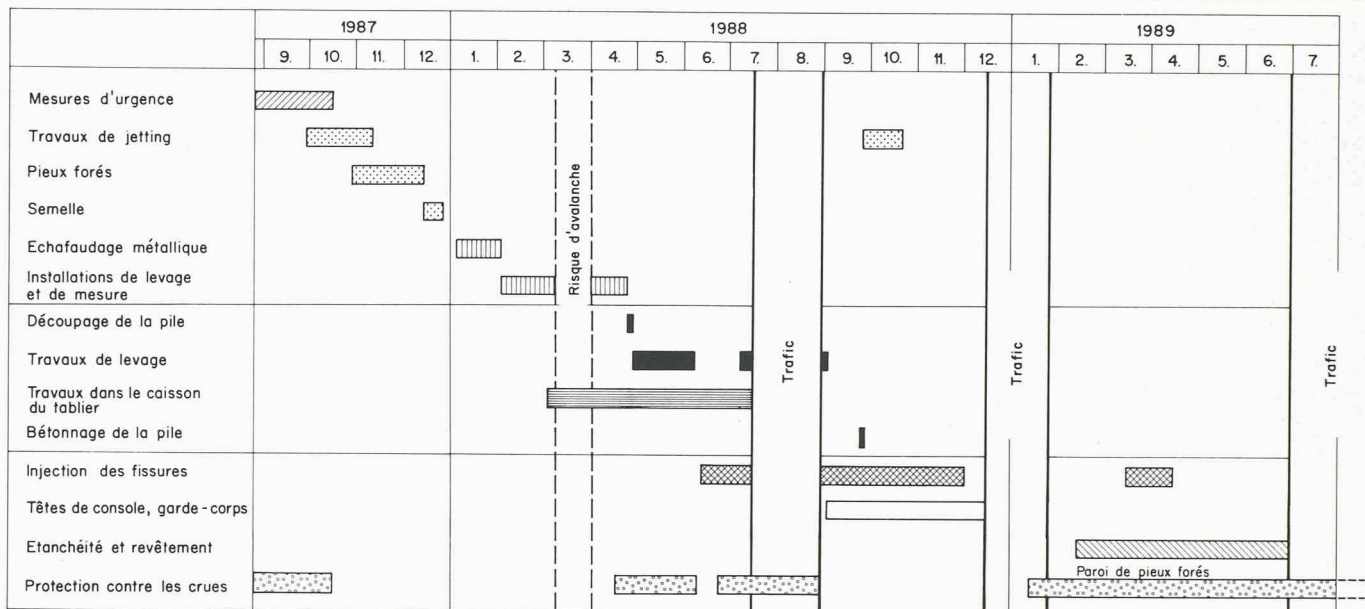 1987 1988 1989
9. 10. 11. 12. 1. 2. 3. 4. 5. 6. 7. 8. 9. 10. 11. 12. 1. 2. 3. 4. 5. 6. 7.
Mesures d'urgence
Travaux de jetting
Pieux forés
Semelle
Echafaudage métallique
Installations de levage
et de mesure
Risque d'avalanche
Découpage de la pile
Travaux de levage
Trafic
Trafic
Trafic
Travaux dans le caisson
du tablier
Bétonnage de la pile
Injection des fissures
Têtes de console, garde-corps
Etanchéité et revêtement
Paroi de pieux forés
Protection contre les crues